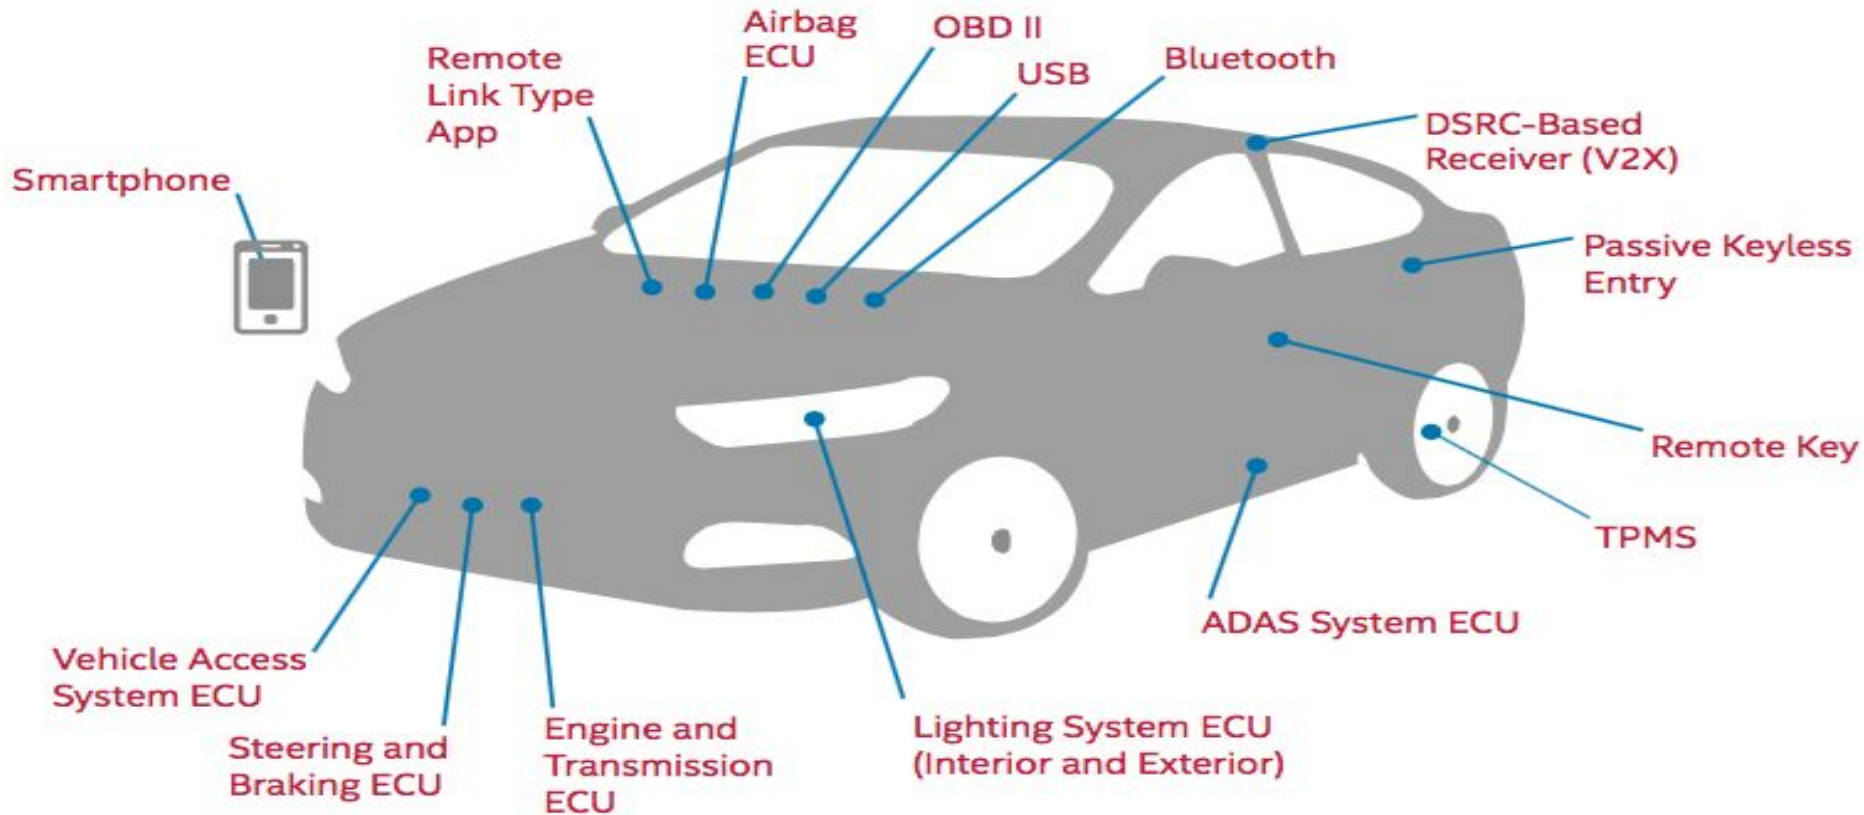 Airbag
ECU
OBD II
USB
Bluetooth
Remote
Link Type
App
DSRC-Based
Receiver (V2X)
Smartphone
Passive Keyless
Entry
Remote Key
TPMS
ADAS System ECU
Vehicle Access
System ECU
Steering and
Braking ECU
Engine and
Transmission
ECU
Lighting System ECU
(Interior and Exterior)